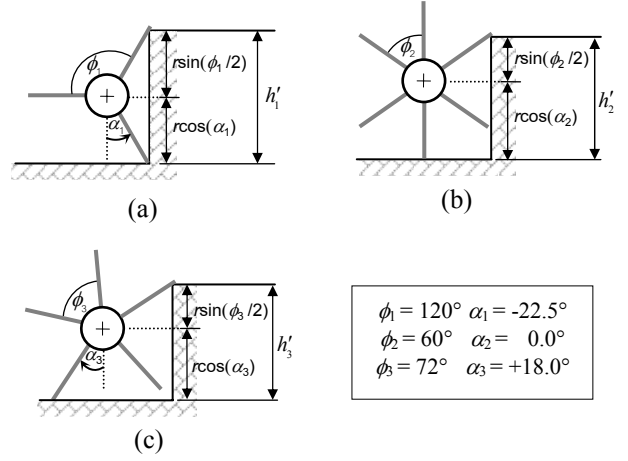 ϕ1
α1
rsin(ϕ1/2)
rcos(α1)
h′1
(a)
ϕ2
rsin(ϕ2/2)
rcos(α2)
h′2
(b)
ϕ3
α3
rsin(ϕ3/2)
rcos(α3)
h′3
(c)
ϕ1 = 120° α1 = -22.5°
ϕ2 = 60° α2 = 0.0°
ϕ3 = 72° α3 = +18.0°